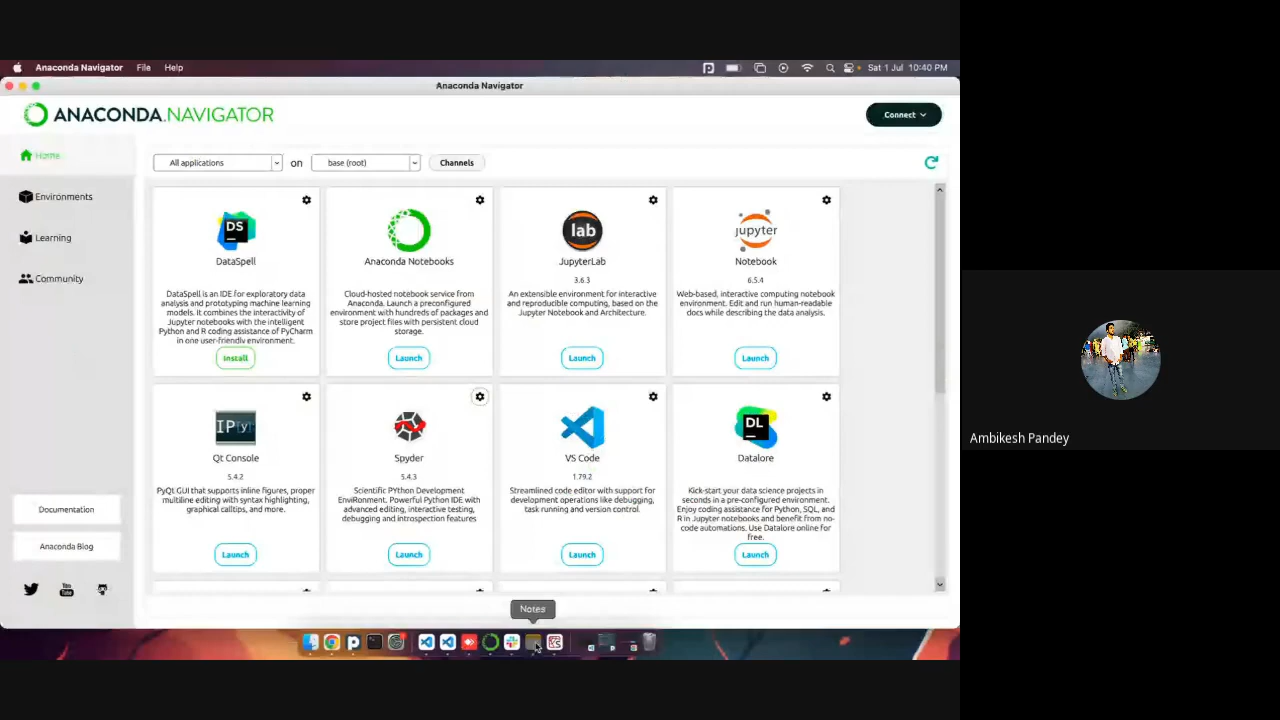 Anaconda Navigator File Help Sat 1 Jul 10:40 PM
Anaconda Navigator
ANACONDA.NAVIGATOR
Connect
Home
Environments
Learning
Community
Documentation
Anaconda Blog
You
Tube
All applications on base (root) Channels
DS
DataSpell
DataSpell is an IDE for exploratory data
analysis and prototyping machine learning
models. It combines the interactivity of
Jupyter notebooks with the intelligent
Python and R coding assistance of PyCharm
in one user-friendly environment.
Install
Anaconda Notebooks
Cloud-hosted notebook service from
Anaconda. Launch a preconfigured
environment with hundreds of packages and
store project files with persistent cloud
storage.
Launch
lab
JupyterLab
3.6.3
An extensible environment for interactive
and reproducible computing, based on the
Jupyter Notebook and Architecture.
Launch
jupyter
Notebook
6.5.4
Web-based, interactive computing notebook
environment. Edit and run human-readable
docs while describing the data analysis.
Launch
IP[y]
Qt Console
5.4.2
PyQt GUI that supports inline figures, proper
multiline editing with syntax highlighting,
graphical calltips, and more.
Launch
Spyder
5.4.3
Scientific PYthon Development
EnviRonment. Powerful Python IDE with
advanced editing, interactive testing,
debugging and introspection features
Launch
VS Code
1.79.2
Streamlined code editor with support for
development operations like debugging,
task running and version control.
Launch
DL
Datalore
Kick-start your data science projects in
seconds in a pre-configured environment.
Enjoy coding assistance for Python, SQL, and
R in Jupyter notebooks and benefit from no-
code automations. Use Datalore online for
free.
Launch
Notes
Ambikesh Pandey